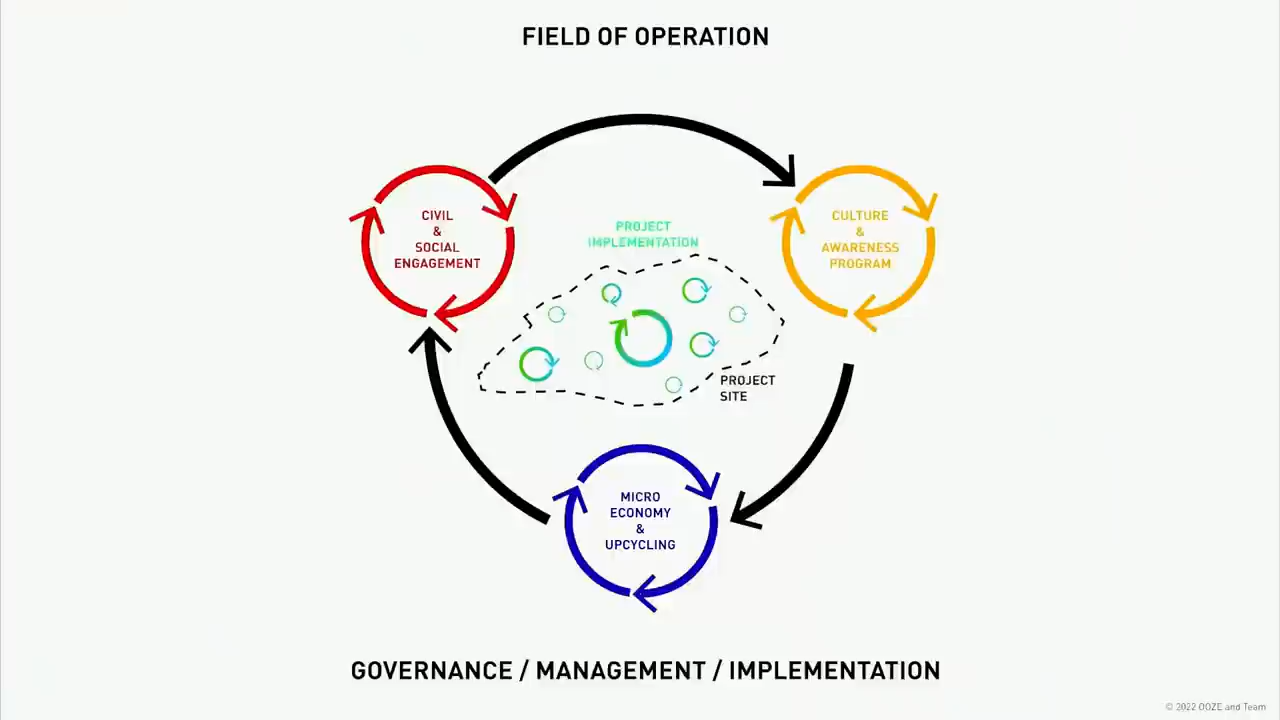 FIELD OF OPERATION
CIVIL
&
SOCIAL
ENGAGEMENT
PROJECT
IMPLEMENTATION
CULTURE
&
AWARENESS
PROGRAM
PROJECT
SITE
MICRO
ECONOMY
&
UPCYCLING
GOVERNANCE / MANAGEMENT / IMPLEMENTATION
© 2022 OOZE and Team